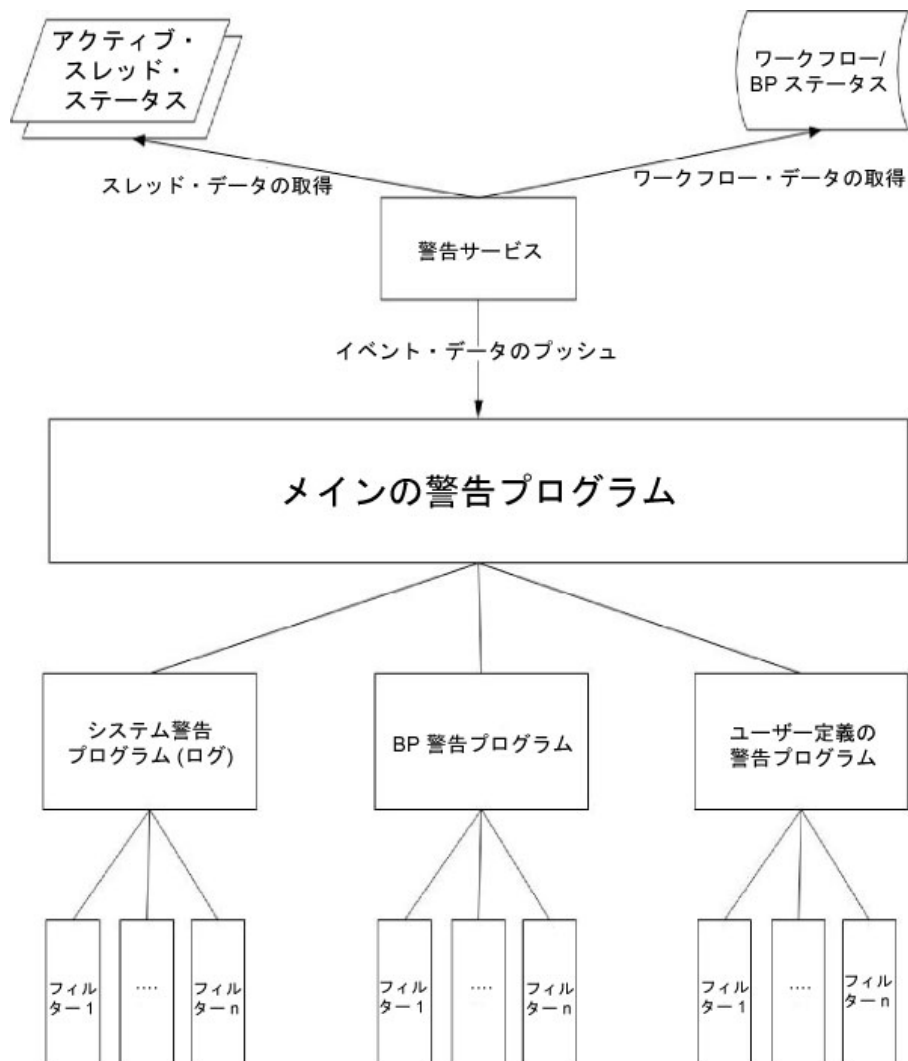 アクティブ・
スレッド・
ステータス
ワークフロー/
BP ステータス
スレッド・データの取得
ワークフロー・データの取得
警告サービス
イベント・データのプッシュ
メインの警告プログラム
システム警告
プログラム (ログ)
BP 警告プログラム
ユーザー定義の
警告プログラム
フィル
ター 1
....
フィル
ター n
フィル
ター 1
....
フィル
ター n
フィル
ター 1
....
フィル
ター n